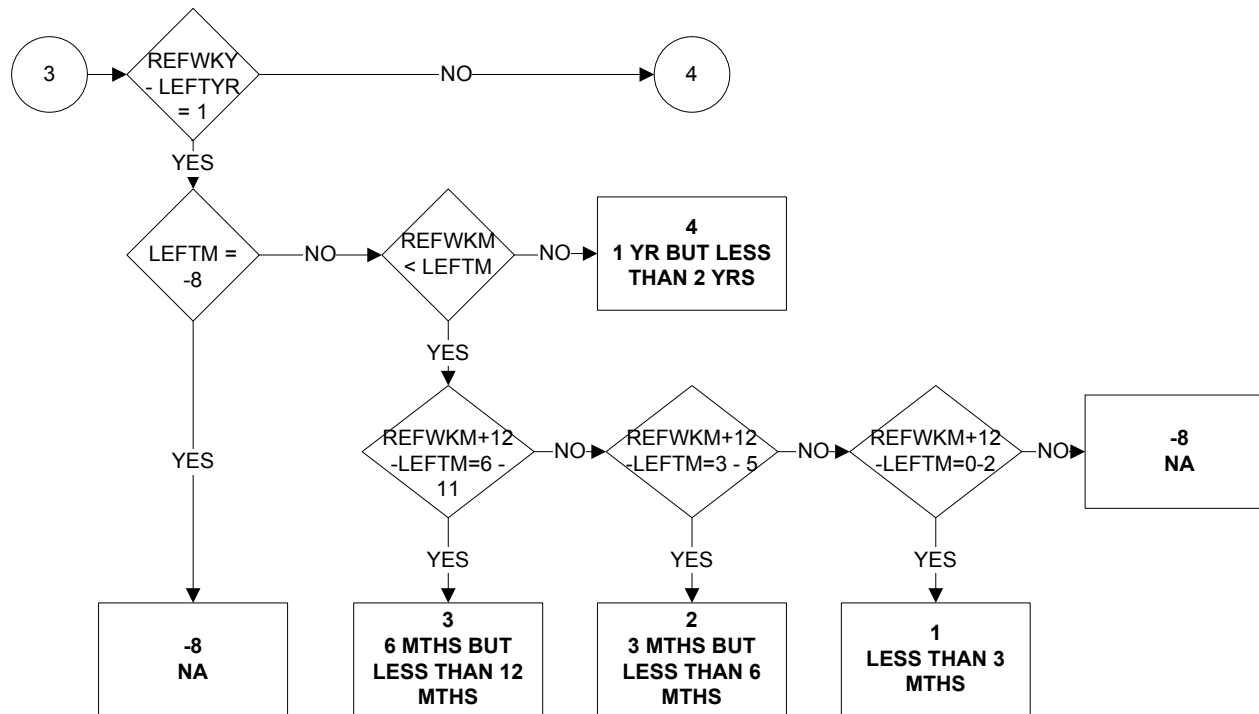 3
REFWKY
- LEFTYR
= 1
NO
4
YES
LEFTM =
-8
NO
REFWKM
< LEFTM
NO
4
1 YR BUT LESS
THAN 2 YRS
YES
YES
REFWKM+12
-LEFTM=6 -
11
NO
REFWKM+12
-LEFTM=3 - 5
NO
REFWKM+12
-LEFTM=0-2
NO
-8
NA
YES
YES
YES
-8
NA
3
6 MTHS BUT
LESS THAN 12
MTHS
2
3 MTHS BUT
LESS THAN 6
MTHS
1
LESS THAN 3
MTHS